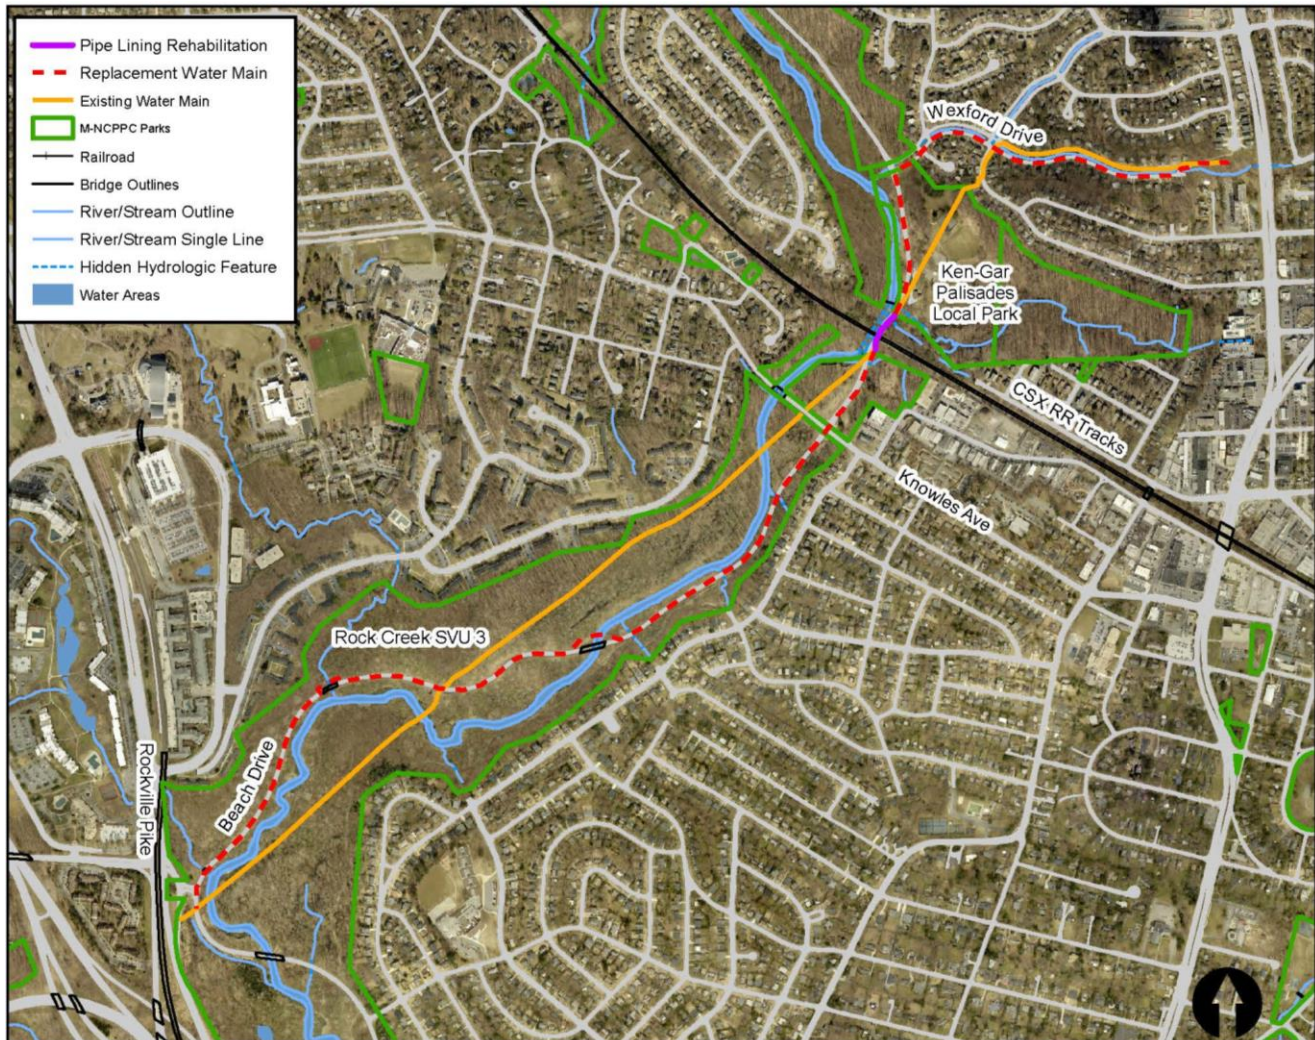 Pipe Lining Rehabilitation
Replacement Water Main
Existing Water Main
M-NCPPC Parks
Railroad
Bridge Outlines
River/Stream Outline
River/Stream Single Line
Hidden Hydrologic Feature
Water Areas
Wexford Drive
Ken-Gar
Palisades
Local Park
CSX RR Tracks
Knowles Ave
Rock Creek SVU 3
Beach Drive
Rockville Pike